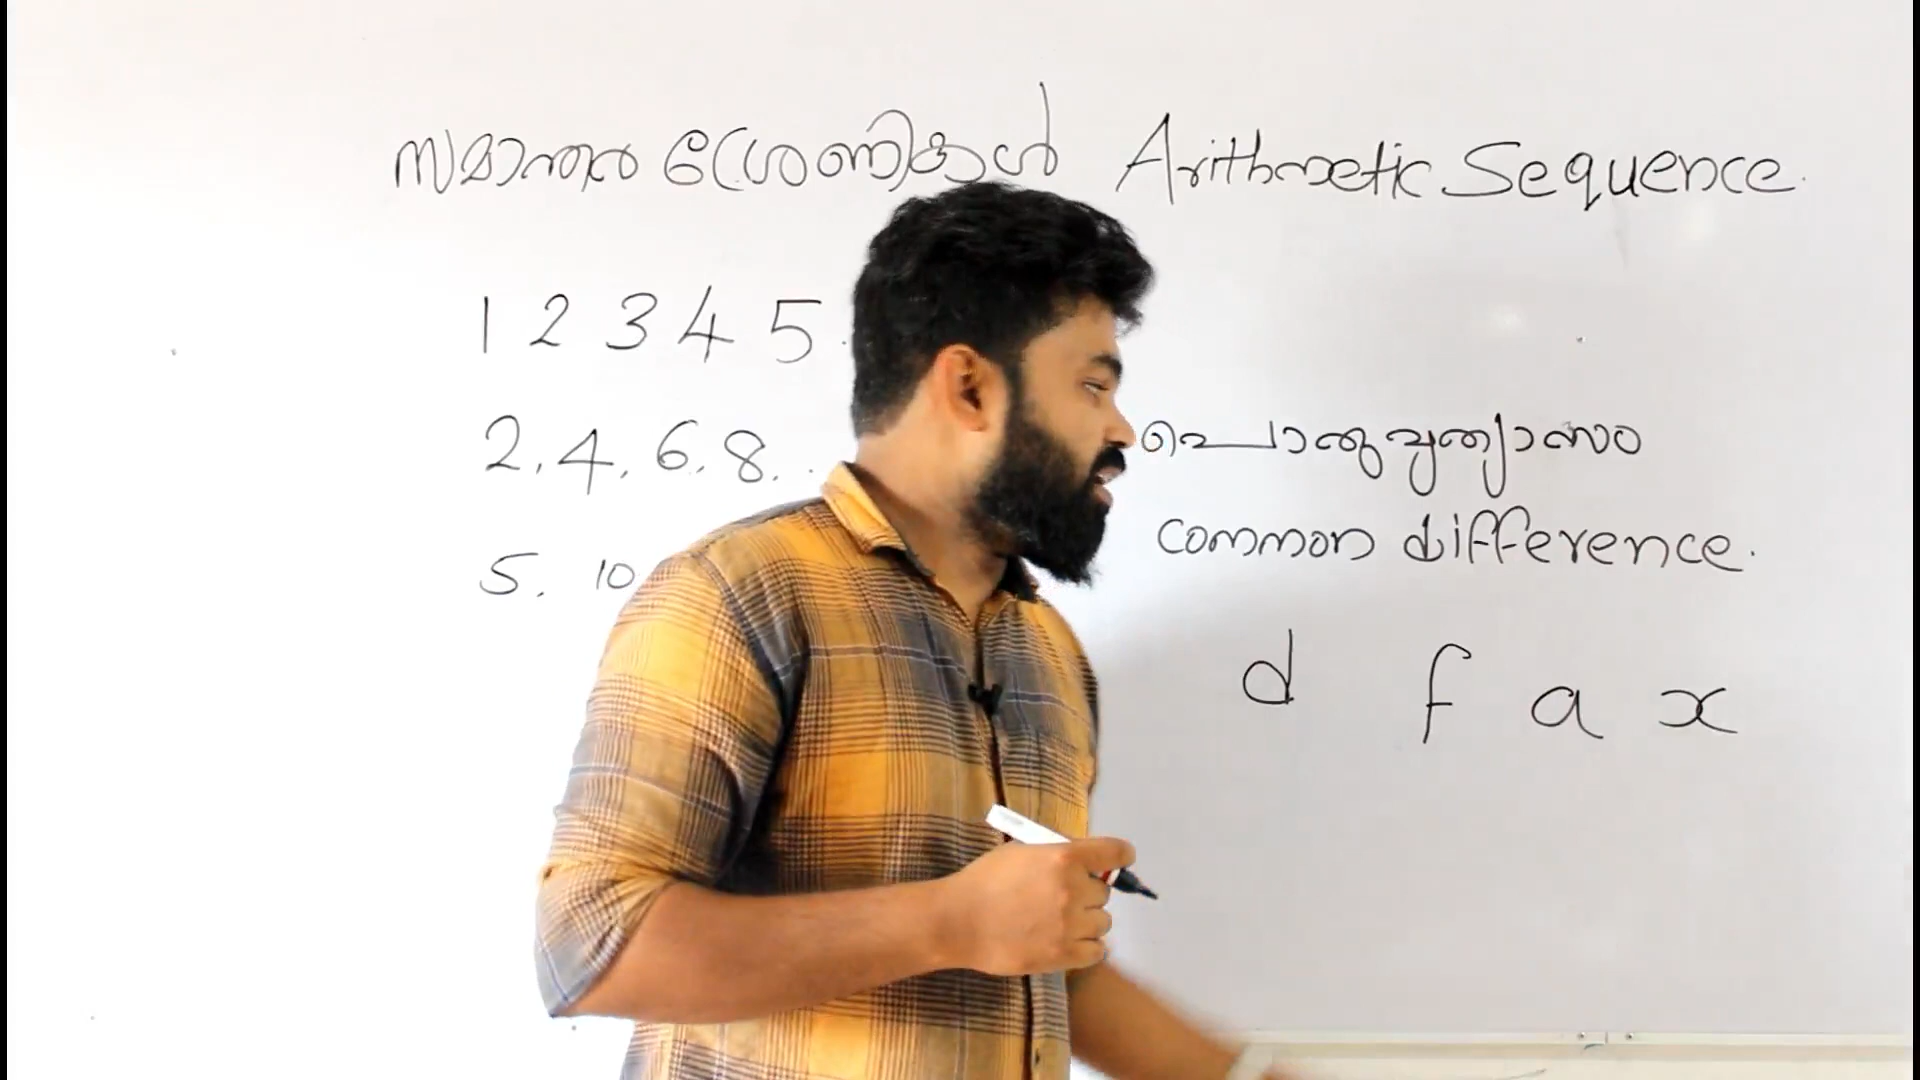 സമാന്തര ശ്രേണികൾ Arithmetic Sequence
1 2 3 4 5
2, 4, 6, 8. . .
5, 10
പൊതുവ്യത്യാസം
common difference.
d f a x